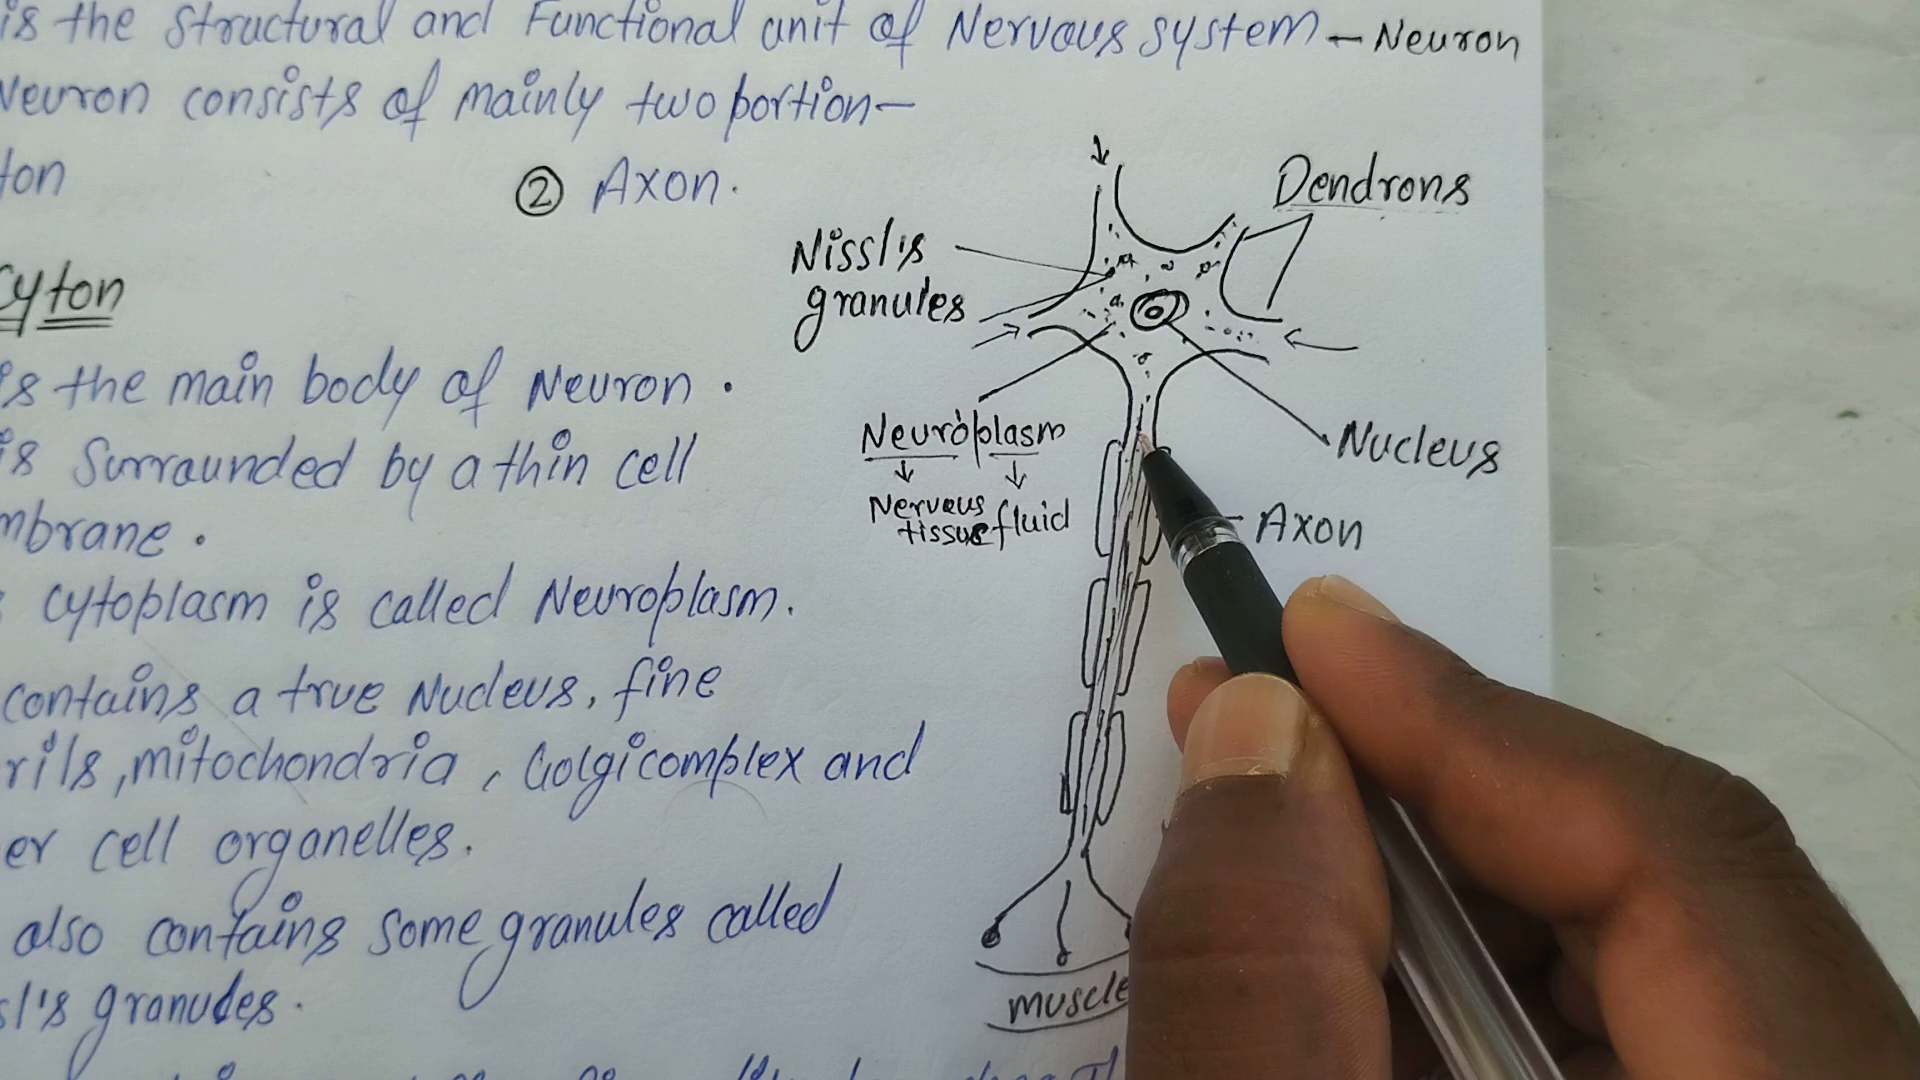 is the structural and Functional unit of Nervous system – Neuron
Neuron consists of mainly two portion –
ton ② Axon.
Cyton
is the main body of Neuron.
is surrounded by a thin cell
mbrane.
cytoplasm is called Neuroplasm.
contains a true Nucleus, fine
rils, mitochondria, Golgicomplex and
er cell organelles.
also contains some granules called
sl's granules.
Dendrons
Nissl's
granules
Neuroplasm
Nervous fluid
tissue
Nucleus
Axon
muscle